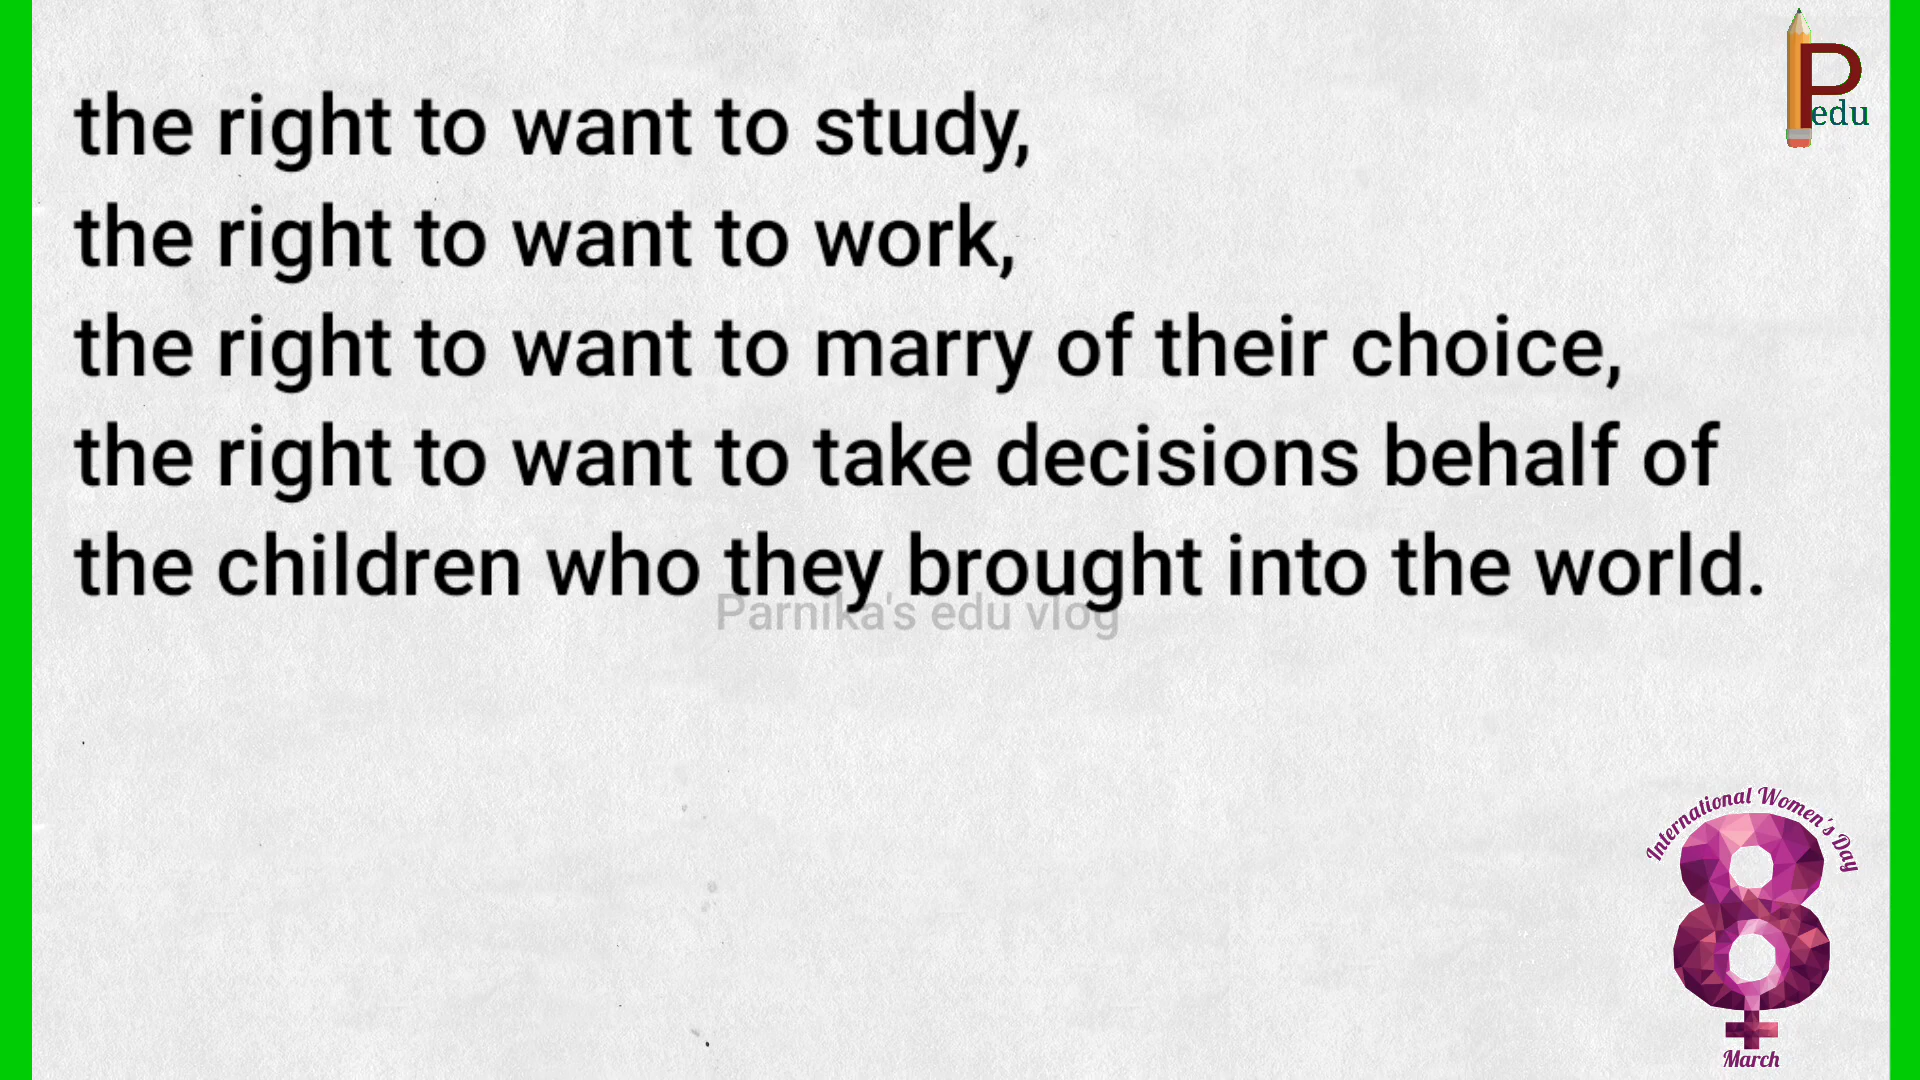 P
edu
the right to want to study,
the right to want to work,
the right to want to marry of their choice,
the right to want to take decisions behalf of
the children who they brought into the world.
Parnika's edu vlog
International Women's Day
8
March